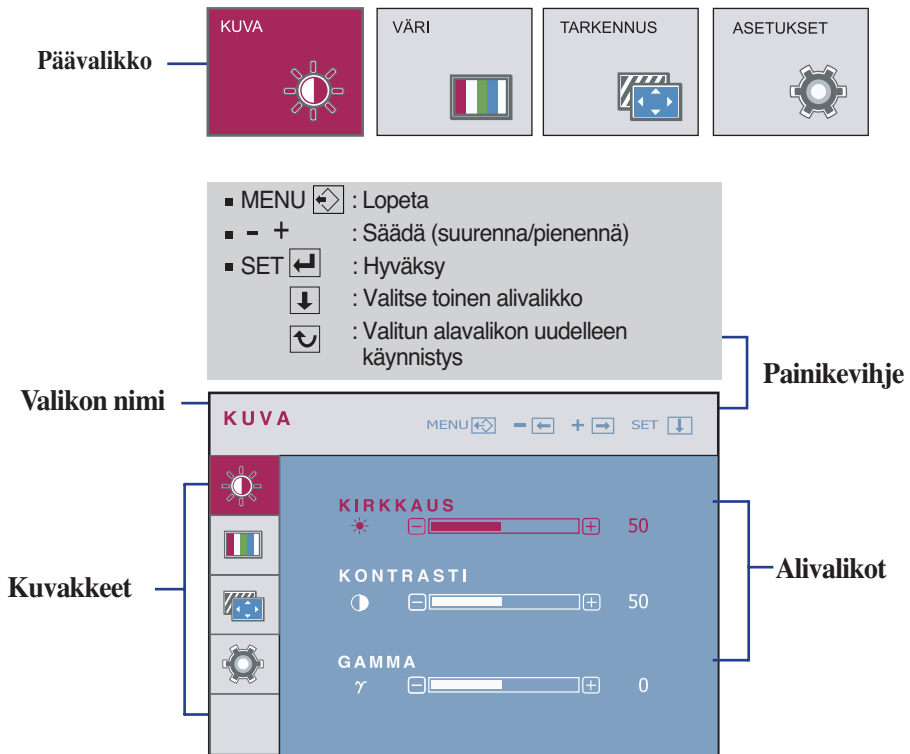 KUVA
VÄRI
TARKENNUS
ASETUKSET
Päävalikko
MENU : Lopeta
- + : Säädä (suurenna/pienennä)
SET : Hyväksy
: Valitse toinen alivalikko
: Valitun alavalikon uudelleen
käynnistys
Painikevihje
Valikon nimi
KUVA
MENU - + SET
KIRKKAUS
50
Kuvakkeet
KONTRASTI
50
Alivalikot
GAMMA
γ 0